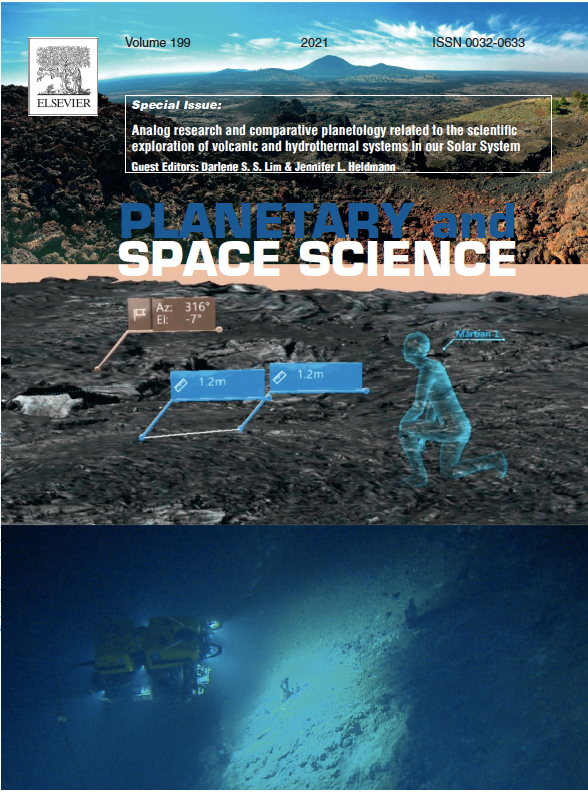 Volume 199 2021 ISSN 0032-0633
ELSEVIER
Special Issue:
Analog research and comparative planetology related to the scientific
exploration of volcanic and hydrothermal systems in our Solar System
Guest Editors: Darlene S. S. Lim & Jennifer L. Heldmann
PLANETARY and
SPACE SCIENCE
Az: 316°
El: -7°
Martian 1
1.2m
1.2m